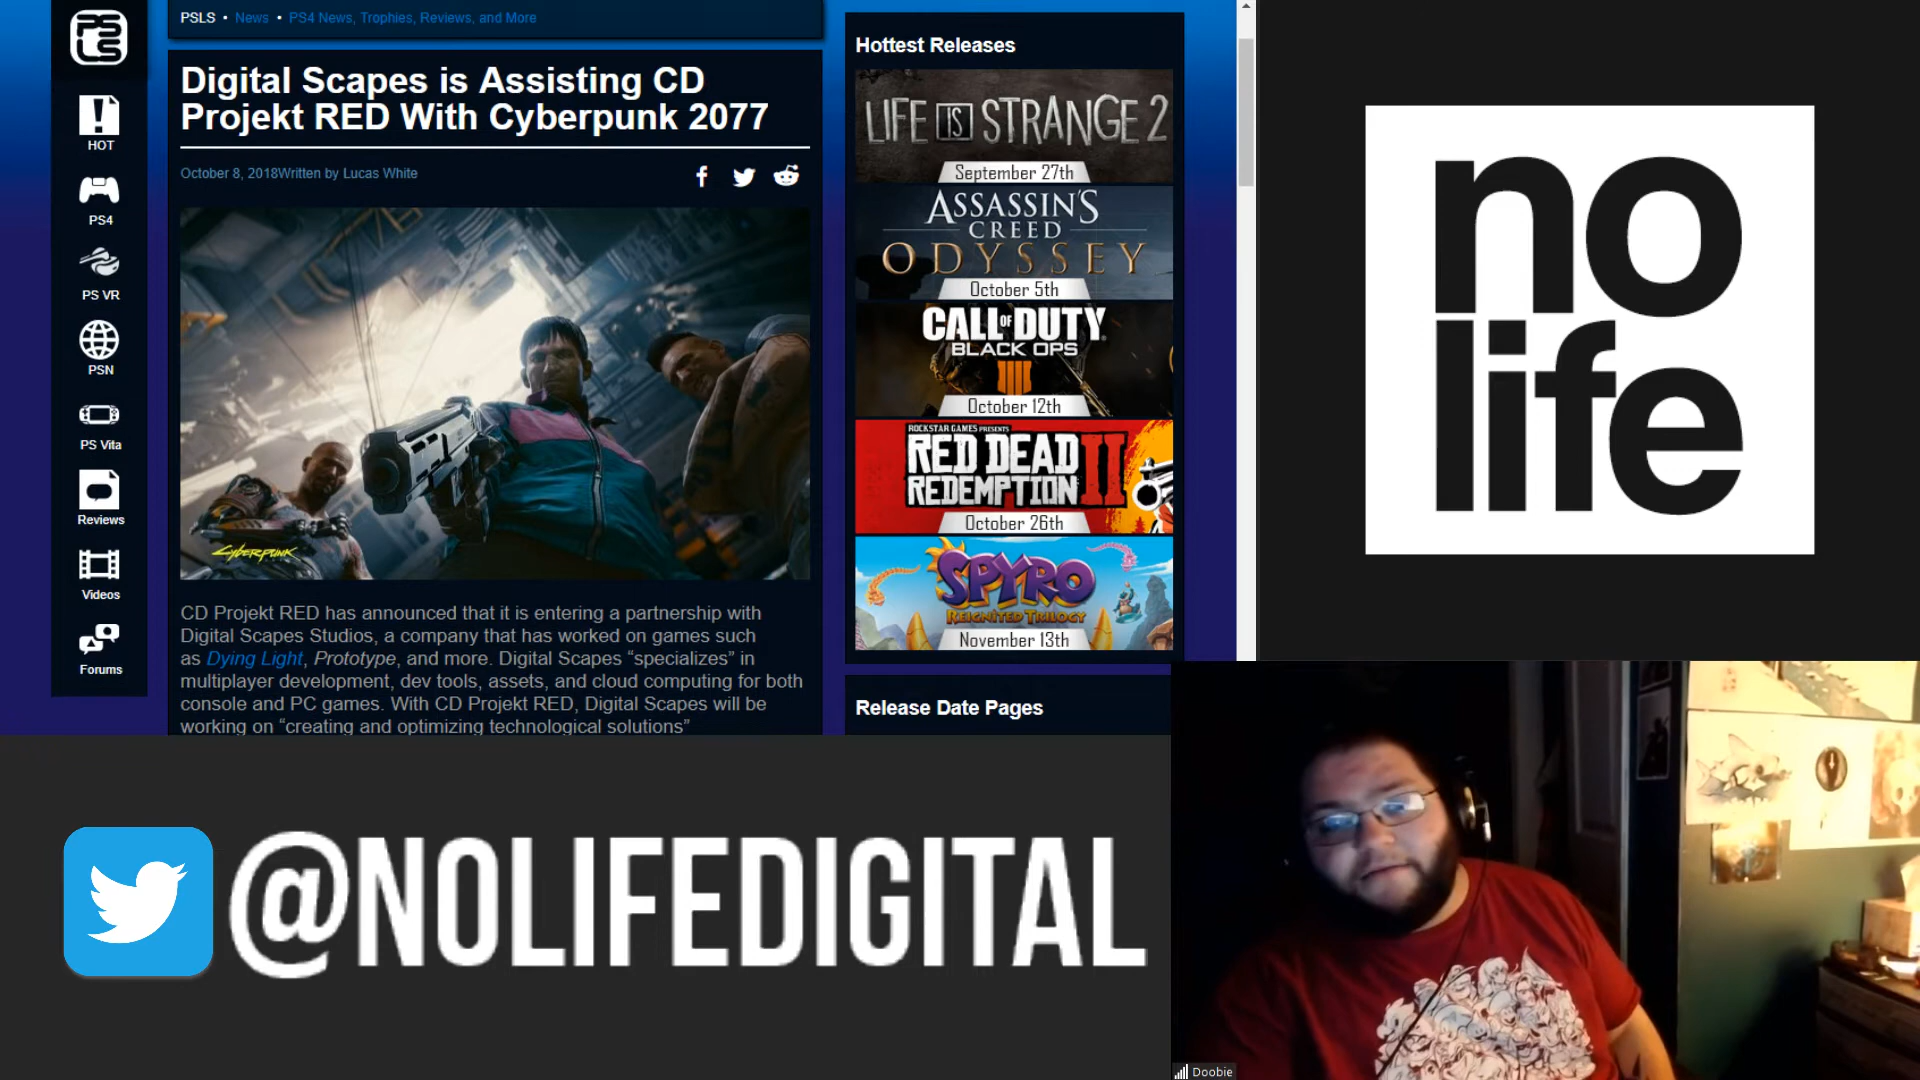 PSLS • News • PS4 News, Trophies, Reviews, and More
Digital Scapes is Assisting CD
Projekt RED With Cyberpunk 2077
October 8, 2018Written by Lucas White
HOT
PS4
PS VR
PSN
PS Vita
Reviews
Videos
Forums
CYBERPUNK
CD Projekt RED has announced that it is entering a partnership with
Digital Scapes Studios, a company that has worked on games such
as Dying Light, Prototype, and more. Digital Scapes “specializes” in
multiplayer development, dev tools, assets, and cloud computing for both
console and PC games. With CD Projekt RED, Digital Scapes will be
working on “creating and optimizing technological solutions”
Hottest Releases
LIFE IS STRANGE 2
September 27th
ASSASSIN'S
CREED
ODYSSEY
October 5th
CALL OF DUTY
BLACK OPS
IIII
October 12th
ROCKSTAR GAMES PRESENTS
RED DEAD
REDEMPTION II
October 26th
SPYRO
REIGNITED TRILOGY
November 13th
Release Date Pages
no
life
@NOLIFEDIGITAL
Doobie